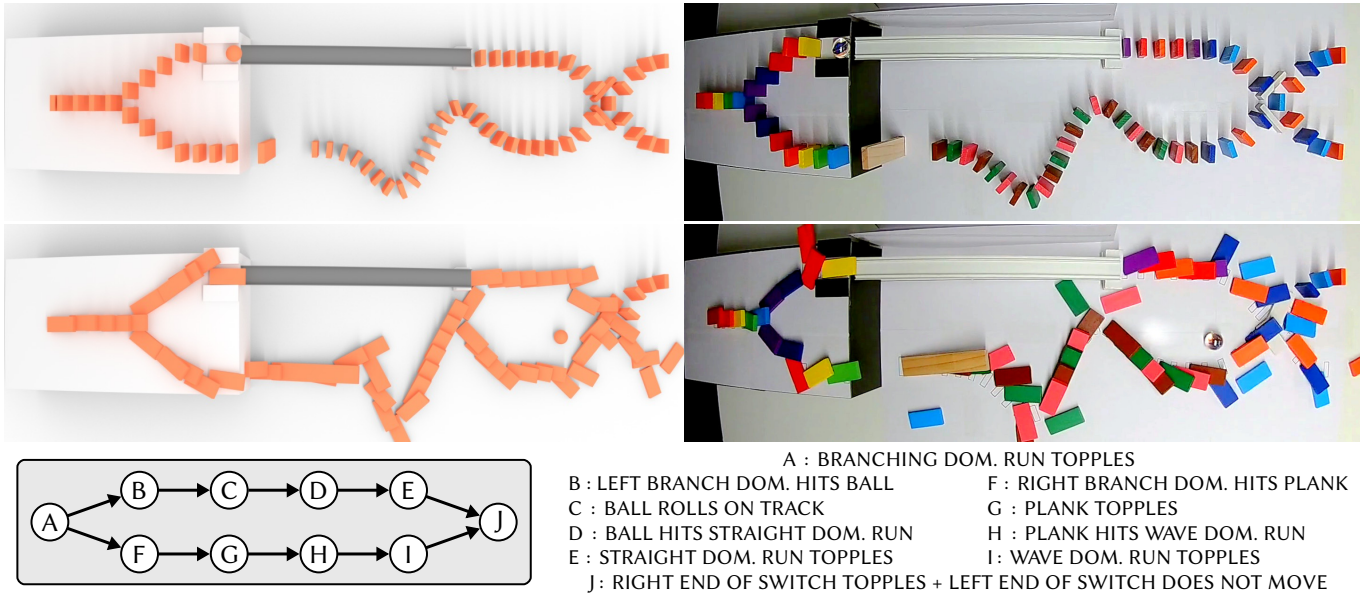 A : BRANCHING DOM. RUN TOPPLES
B : LEFT BRANCH DOM. HITS BALL
C : BALL ROLLS ON TRACK
D : BALL HITS STRAIGHT DOM. RUN
E : STRAIGHT DOM. RUN TOPPLES
F : RIGHT BRANCH DOM. HITS PLANK
G : PLANK TOPPLES
H : PLANK HITS WAVE DOM. RUN
I : WAVE DOM. RUN TOPPLES
J : RIGHT END OF SWITCH TOPPLES + LEFT END OF SWITCH DOES NOT MOVE
B C D E
A J
F G H I